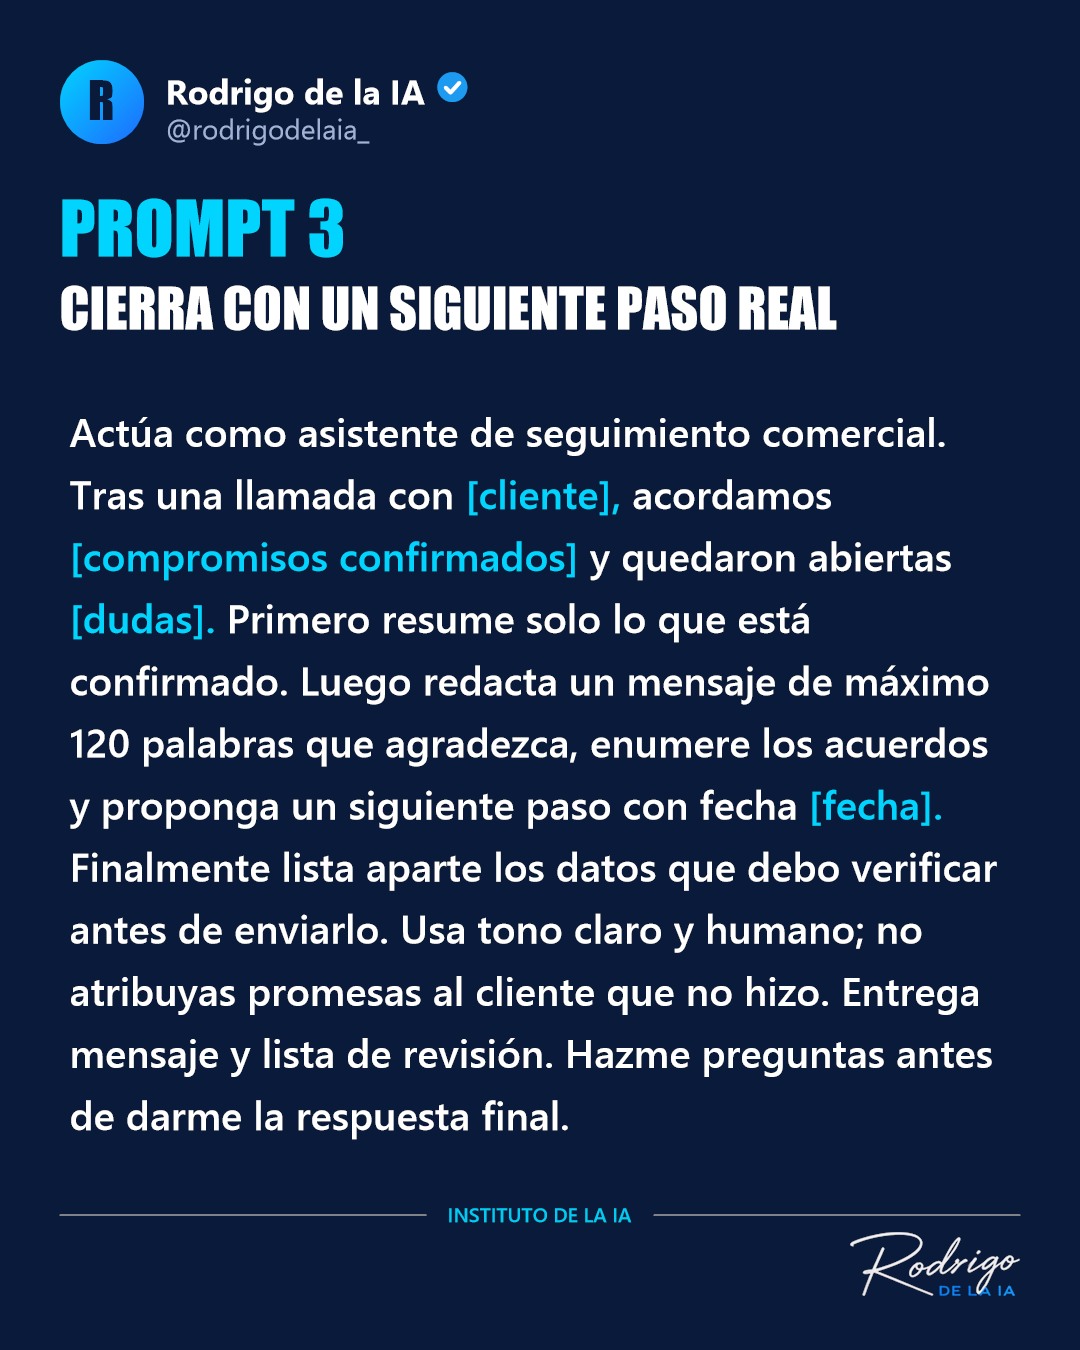 R
Rodrigo de la IA
@rodrigodelaia_
PROMPT 3
CIERRA CON UN SIGUIENTE PASO REAL
Actúa como asistente de seguimiento comercial.
Tras una llamada con [cliente], acordamos
[compromisos confirmados] y quedaron abiertas
[dudas]. Primero resume solo lo que está
confirmado. Luego redacta un mensaje de máximo
120 palabras que agradezca, enumere los acuerdos
y proponga un siguiente paso con fecha [fecha].
Finalmente lista aparte los datos que debo verificar
antes de enviarlo. Usa tono claro y humano; no
atribuyas promesas al cliente que no hizo. Entrega
mensaje y lista de revisión. Hazme preguntas antes
de darme la respuesta final.
INSTITUTO DE LA IA
Rodrigo
DE LA IA